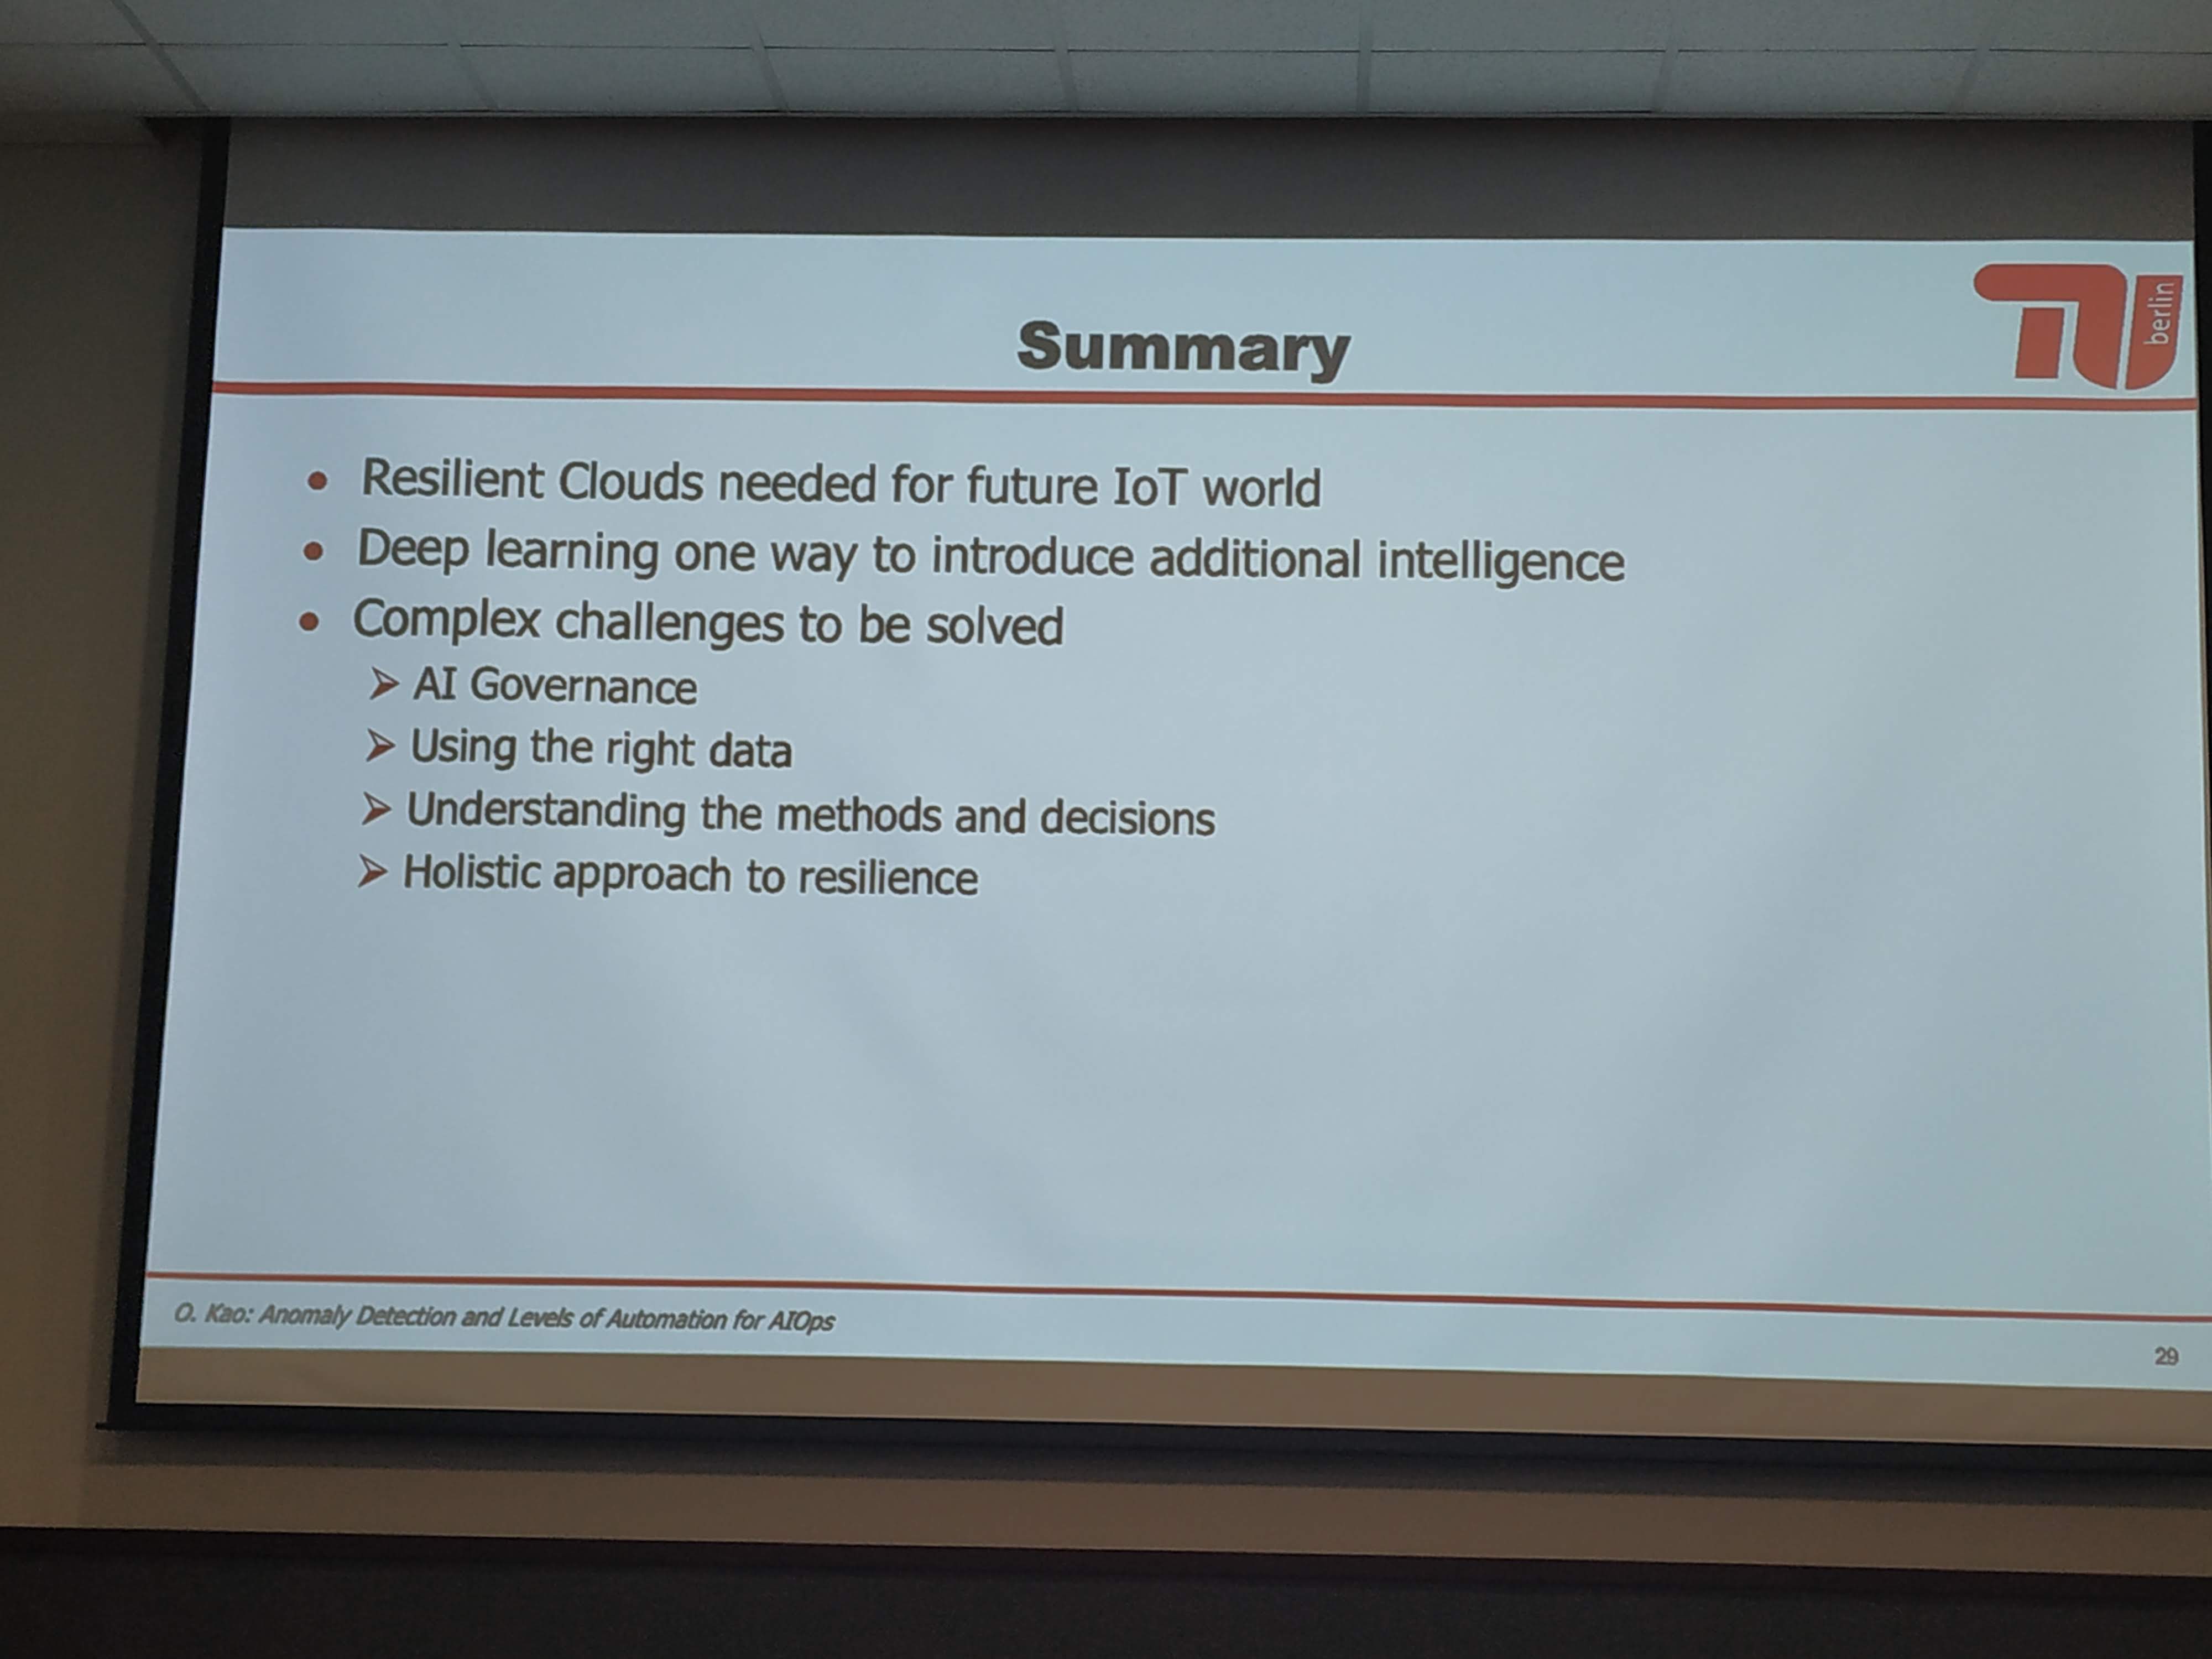 Summary
berlin
• Resilient Clouds needed for future IoT world
• Deep learning one way to introduce additional intelligence
• Complex challenges to be solved
➢ AI Governance
➢ Using the right data
➢ Understanding the methods and decisions
➢ Holistic approach to resilience
O. Kao: Anomaly Detection and Levels of Automation for AIOps
29